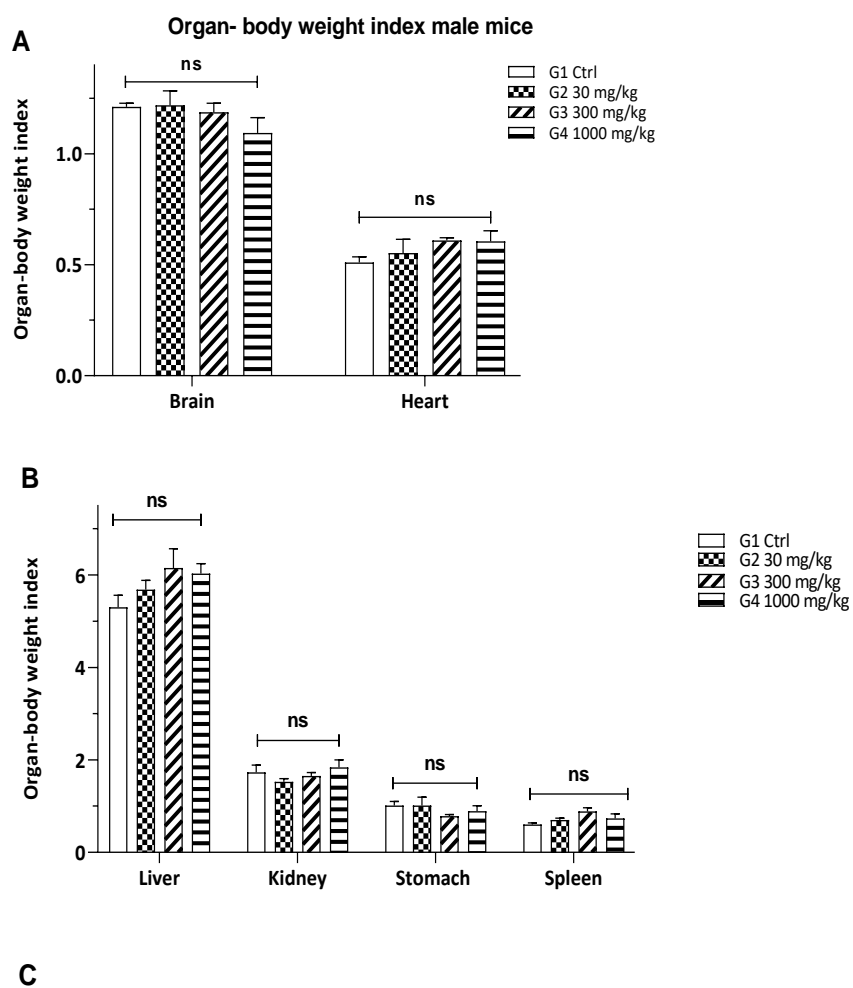 Organ- body weight index male mice
A
ns
G1 Ctrl
G2 30 mg/kg
G3 300 mg/kg
G4 1000 mg/kg
Organ-body weight index
1.0
ns
0.5
0.0
Brain Heart
B
ns
G1 Ctrl
G2 30 mg/kg
G3 300 mg/kg
G4 1000 mg/kg
Organ-body weight index
6
4
2
0
ns
ns
ns
Liver Kidney Stomach Spleen
C